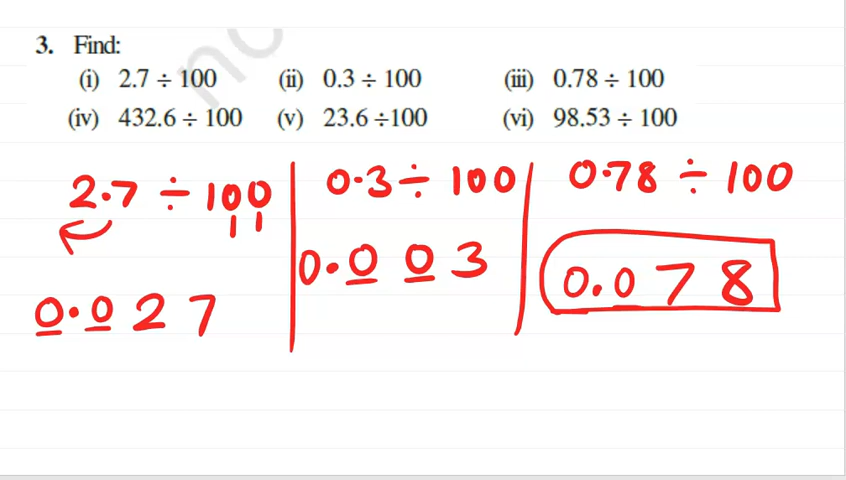 3. Find:
(i) 2.7 ÷ 100 (ii) 0.3 ÷ 100 (iii) 0.78 ÷ 100
(iv) 432.6 ÷ 100 (v) 23.6 ÷100 (vi) 98.53 ÷ 100
2.7 ÷ 100
0.027
0.3 ÷ 100
0.003
0.78 ÷ 100
0.078